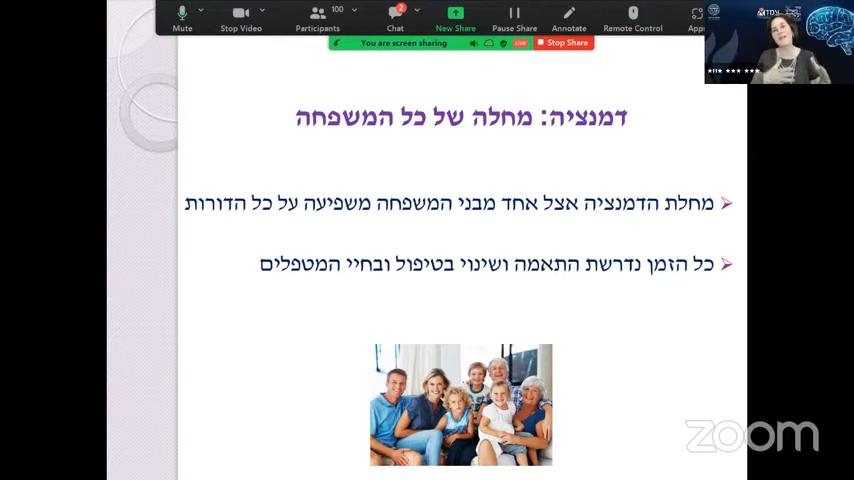 Mute
Stop Video
100
Participants
2
Chat
New Share
Pause Share
Annotate
Remote Control
You are screen sharing
Stop Share
דמנציה: מחלה של כל המשפחה
מחלת הדמנציה אצל אחד מבני המשפחה משפיעה על כל הדורות
כל הזמן נדרשת התאמה ושינוי בטיפול ובחיי המטפלים
zoom